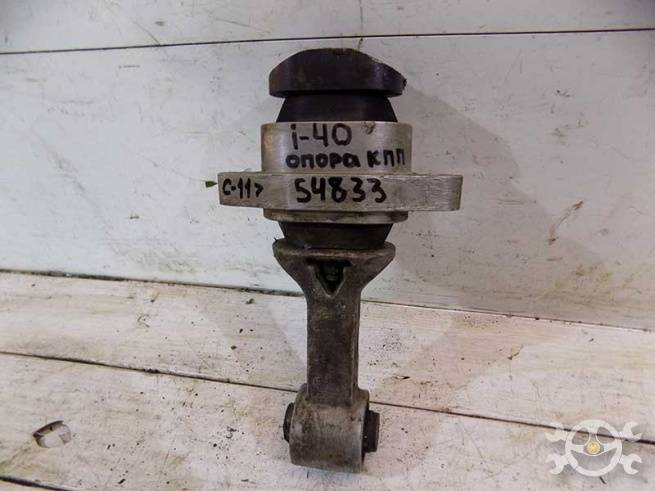 i-40
опора кпп
с-11> 54833